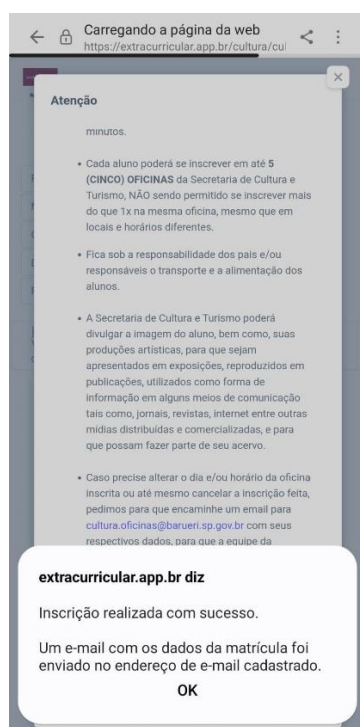 Carregando a página da web
https://extracurricular.app.br/cultura/cul
Atenção
minutos.
• Cada aluno poderá se inscrever em até 5
(CINCO) OFICINAS da Secretaria de Cultura e
Turismo, NÃO sendo permitido se inscrever mais
do que 1x na mesma oficina, mesmo que em
locais e horários diferentes.
• Fica sob a responsabilidade dos pais e/ou
responsáveis o transporte e a alimentação dos
alunos.
• A Secretaria de Cultura e Turismo poderá
divulgar a imagem do aluno, bem como, suas
produções artísticas, para que sejam
apresentados em exposições, reproduzidos em
publicações, utilizados como forma de
informação em alguns meios de comunicação
tais como, jornais, revistas, internet entre outras
mídias distribuídas e comercializadas, e para
que possam fazer parte de seu acervo.
• Caso precise alterar o dia e/ou horário da oficina
inscrita ou até mesmo cancelar a inscrição feita,
pedimos para que encaminhe um email para
cultura.oficinas@barueri.sp.gov.br com seus
respectivos dados, para que a equipe da
extracurricular.app.br diz
Inscrição realizada com sucesso.
Um e-mail com os dados da matrícula foi
enviado no endereço de e-mail cadastrado.
OK